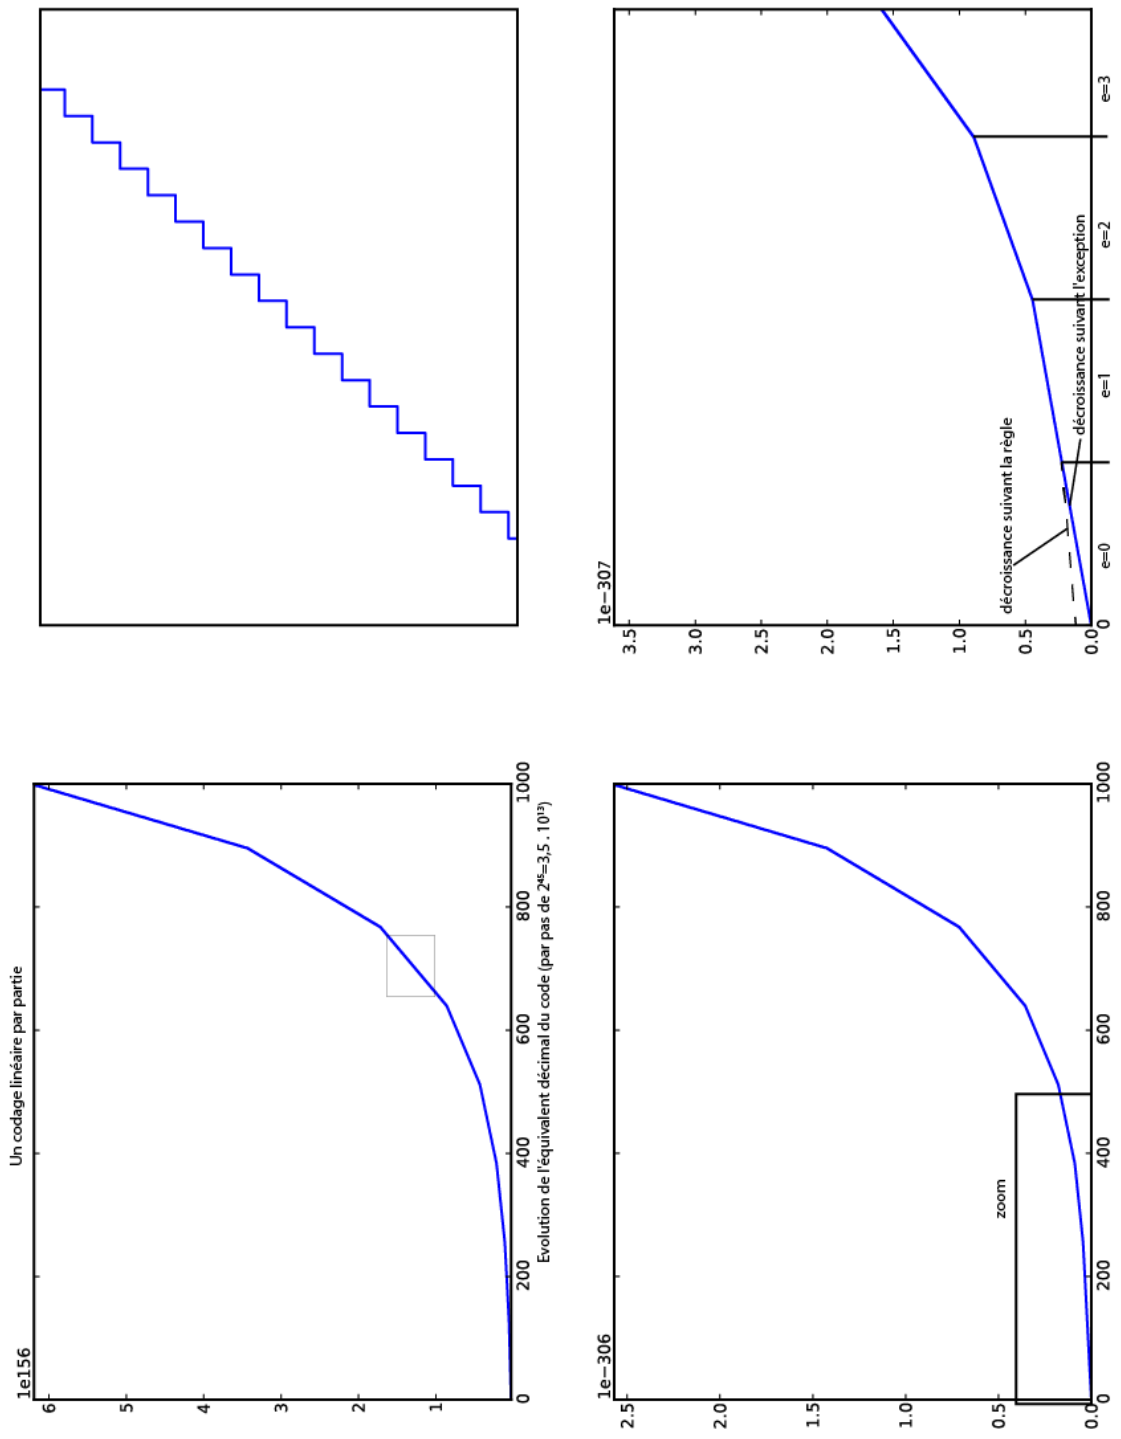 Un codage linéaire par partie
1e156
6
5
4
3
2
1
0 200 400 600 800 1000
Evolution de l'équivalent décimal du code (par pas de 2⁴⁵=3,5 . 10¹³)
1e−306
2.5
2.0
1.5
1.0
0.5
0.0
zoom
0 200 400 600 800 1000
1e−307
3.5
3.0
2.5
2.0
1.5
1.0
0.5
0.0
décroissance suivant la règle
décroissance suivant l'exception
0 e=0 e=1 e=2 e=3